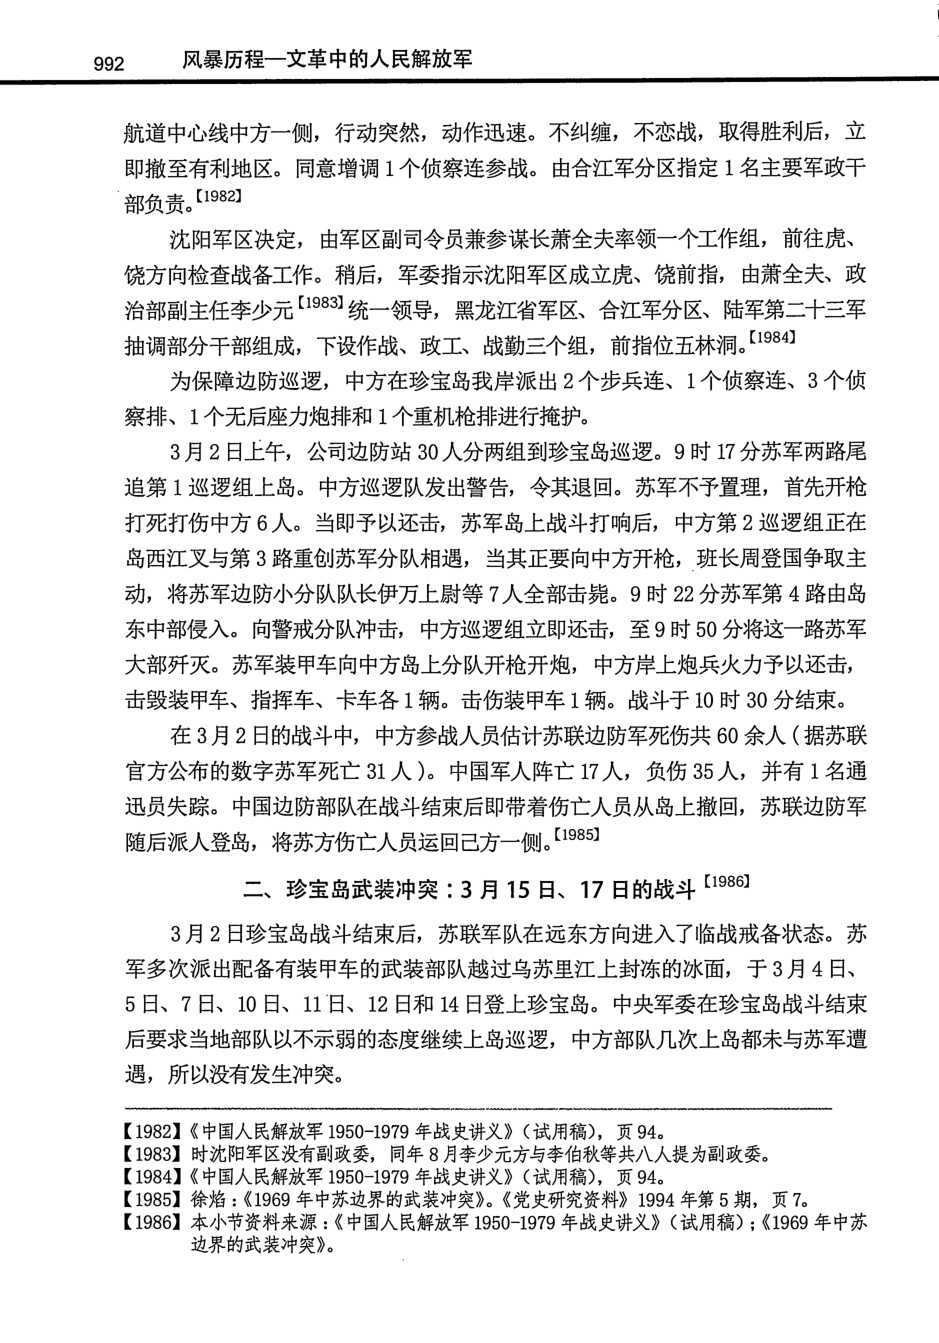 992 风暴历程—文革中的人民解放军
航道中心线中方一侧，行动突然，动作迅速。不纠缠，不恋战，取得胜利后，立
即撤至有利地区。同意增调 1 个侦察连参战。由合江军分区指定 1 名主要军政干
部负责。【1982】
沈阳军区决定，由军区副司令员兼参谋长萧全夫率领一个工作组，前往虎、
饶方向检查战备工作。稍后，军委指示沈阳军区成立虎、饶前指，由萧全夫、政
治部副主任李少元【1983】统一领导，黑龙江省军区、合江军分区、陆军第二十三军
抽调部分干部组成，下设作战、政工、战勤三个组，前指位五林洞。【1984】
为保障边防巡逻，中方在珍宝岛我岸派出 2 个步兵连、1 个侦察连、3 个侦
察排、1 个无后座力炮排和 1 个重机枪排进行掩护。
3 月 2 日上午，公司边防站 30 人分两组到珍宝岛巡逻。9 时 17 分苏军两路尾
追第 1 巡逻组上岛。中方巡逻队发出警告，令其退回。苏军不予置理，首先开枪
打死打伤中方 6 人。当即予以还击，苏军岛上战斗打响后，中方第 2 巡逻组正在
岛西江叉与第 3 路重创苏军分队相遇，当其正要向中方开枪，班长周登国争取主
动，将苏军边防小分队队长伊万上尉等 7 人全部击毙。9 时 22 分苏军第 4 路由岛
东中部侵入。向警戒分队冲击，中方巡逻组立即还击，至 9 时 50 分将这一路苏军
大部歼灭。苏军装甲车向中方岛上分队开枪开炮，中方岸上炮兵火力予以还击，
击毁装甲车、指挥车、卡车各 1 辆。击伤装甲车 1 辆。战斗于 10 时 30 分结束。
在 3 月 2 日的战斗中，中方参战人员估计苏联边防军死伤共 60 余人（据苏联
官方公布的数字苏军死亡 31 人）。中国军人阵亡 17 人，负伤 35 人，并有 1 名通
迅员失踪。中国边防部队在战斗结束后即带着伤亡人员从岛上撤回，苏联边防军
随后派人登岛，将苏方伤亡人员运回己方一侧。【1985】
二、珍宝岛武装冲突：3 月 15 日、17 日的战斗【1986】
3 月 2 日珍宝岛战斗结束后，苏联军队在远东方向进入了临战戒备状态。苏
军多次派出配备有装甲车的武装部队越过乌苏里江上封冻的冰面，于 3 月 4 日、
5 日、7 日、10 日、11 日、12 日和 14 日登上珍宝岛。中央军委在珍宝岛战斗结束
后要求当地部队以不示弱的态度继续上岛巡逻，中方部队几次上岛都未与苏军遭
遇，所以没有发生冲突。
【1982】《中国人民解放军 1950-1979 年战史讲义》（试用稿），页 94。
【1983】时沈阳军区没有副政委，同年 8 月李少元方与李伯秋等共八人提为副政委。
【1984】《中国人民解放军 1950-1979 年战史讲义》（试用稿），页 94。
【1985】徐焰：《1969 年中苏边界的武装冲突》。《党史研究资料》1994 年第 5 期，页 7。
【1986】本小节资料来源：《中国人民解放军 1950-1979 年战史讲义》（试用稿）；《1969 年中苏
边界的武装冲突》。